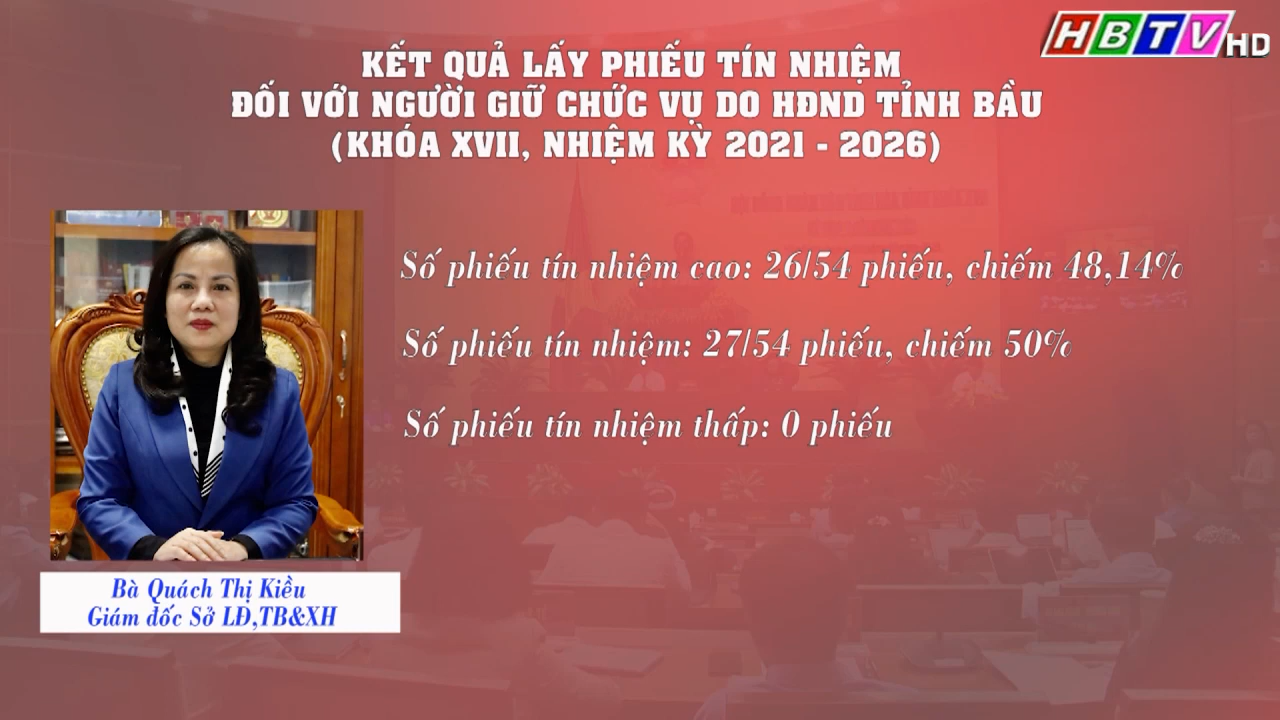 HBTV HD
KẾT QUẢ LẤY PHIẾU TÍN NHIỆM
ĐỐI VỚI NGƯỜI GIỮ CHỨC VỤ DO HĐND TỈNH BẦU
(KHÓA XVII, NHIỆM KỲ 2021 - 2026)
Số phiếu tín nhiệm cao: 26/54 phiếu, chiếm 48,14%
Số phiếu tín nhiệm: 27/54 phiếu, chiếm 50%
Số phiếu tín nhiệm thấp: 0 phiếu
Bà Quách Thị Kiều
Giám đốc Sở LĐ,TB&XH